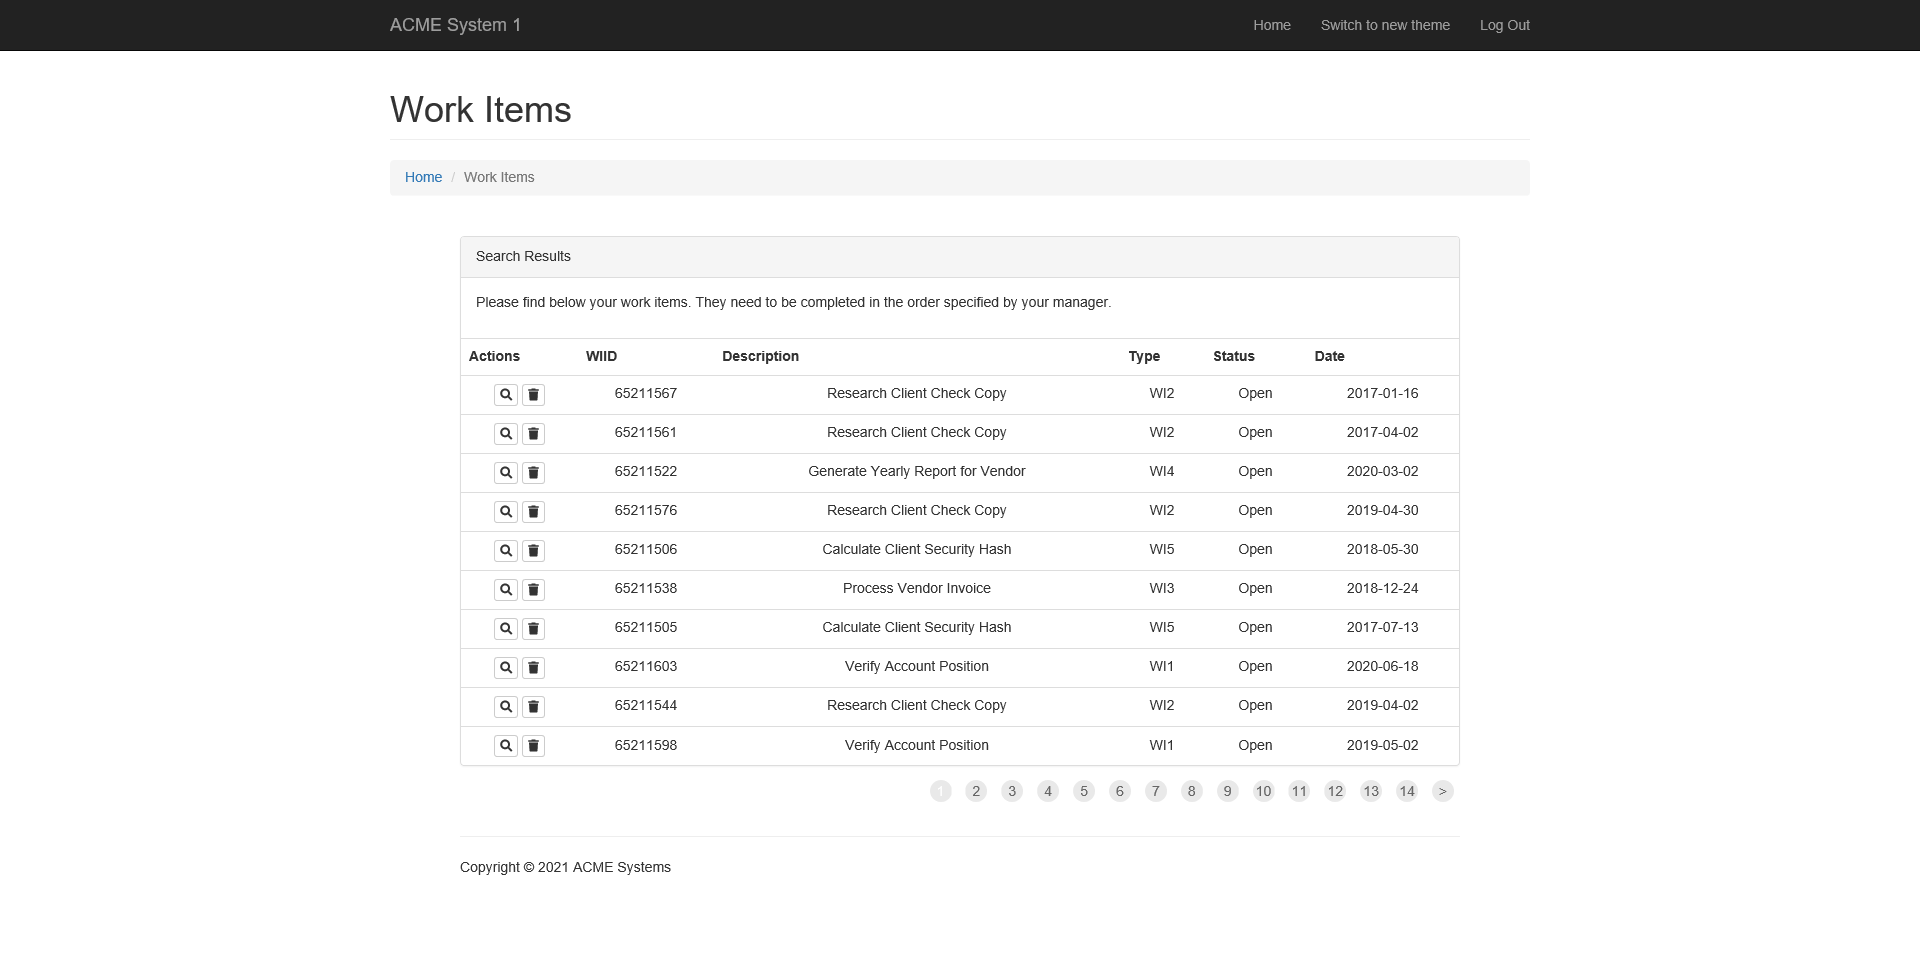 ACME System 1 Home Switch to new theme Log Out
Work Items
Home / Work Items
Search Results
Please find below your work items. They need to be completed in the order specified by your manager.
Actions WIID Description Type Status Date
65211567 Research Client Check Copy WI2 Open 2017-01-16
65211561 Research Client Check Copy WI2 Open 2017-04-02
65211522 Generate Yearly Report for Vendor WI4 Open 2020-03-02
65211576 Research Client Check Copy WI2 Open 2019-04-30
65211506 Calculate Client Security Hash WI5 Open 2018-05-30
65211538 Process Vendor Invoice WI3 Open 2018-12-24
65211505 Calculate Client Security Hash WI5 Open 2017-07-13
65211603 Verify Account Position WI1 Open 2020-06-18
65211544 Research Client Check Copy WI2 Open 2019-04-02
65211598 Verify Account Position WI1 Open 2019-05-02
1 2 3 4 5 6 7 8 9 10 11 12 13 14 >
Copyright © 2021 ACME Systems